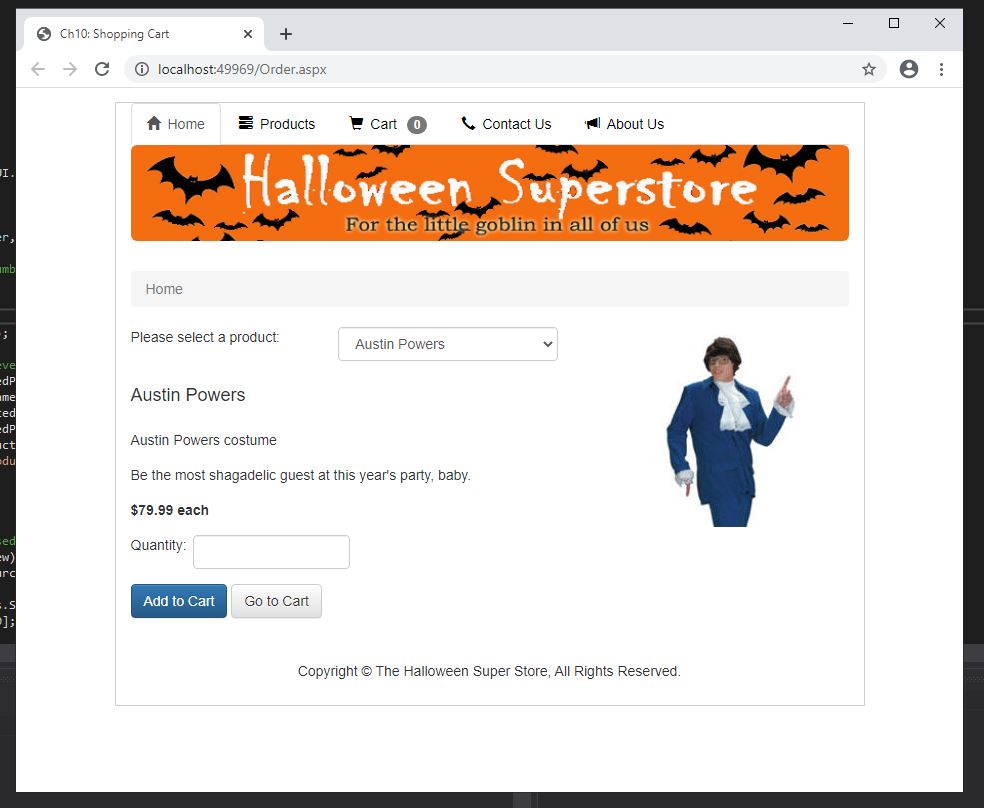 Ch10: Shopping Cart
localhost:49969/Order.aspx
Home Products Cart 0 Contact Us About Us
Halloween Superstore
For the little goblin in all of us
Home
Please select a product: Austin Powers
Austin Powers
Austin Powers costume
Be the most shagadelic guest at this year's party, baby.
$79.99 each
Quantity:
Add to Cart Go to Cart
Copyright © The Halloween Super Store, All Rights Reserved.